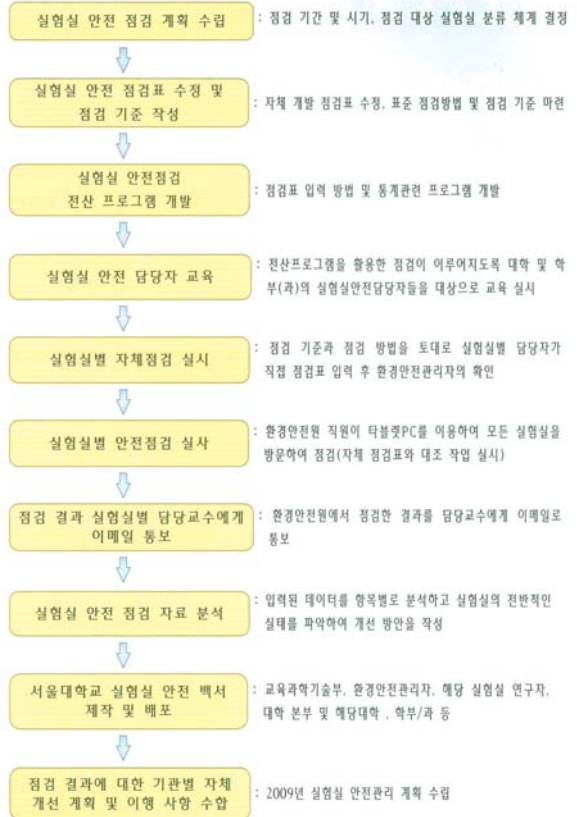 실험실 안전 점검 계획 수립
: 점검 기간 및 시기, 점검 대상 실험실 분류 체계 결정
실험실 안전 점검표 수정 및
점검 기준 작성
: 자체 개발 점검표 수정, 표준 점검방법 및 점검 기준 마련
실험실 안전점검
전산 프로그램 개발
: 점검표 입력 방법 및 통계관련 프로그램 개발
실험실 안전 담당자 교육
: 전산프로그램을 활용한 점검이 이루어지도록 대학 및 학
부(과)의 실험실안전담당자들을 대상으로 교육 실시
실험실별 자체점검 실시
: 점검 기준과 점검 방법을 토대로 실험실별 담당자가
직접 점검표 입력 후 환경안전관리자의 확인
실험실별 안전점검 실사
: 환경안전원 직원이 타블렛PC를 이용하여 모든 실험실을
방문하여 점검(자체 점검표와 대조 작업 실시)
점검 결과 실험실별 담당교수에게
이메일 통보
: 환경안전원에서 점검한 결과를 담당교수에게 이메일로
통보
실험실 안전 점검 자료 분석
: 입력된 데이터를 항목별로 분석하고 실험실의 전반적인
실태를 파악하여 개선 방안을 작성
서울대학교 실험실 안전 백서
제작 및 배포
: 교육과학기술부, 환경안전관리자, 해당 실험실 연구자,
대학 본부 및 해당대학 , 학부/과 등
점검 결과에 대한 기관별 자체
개선 계획 및 이행 사항 수합
: 2009년 실험실 안전관리 계획 수립